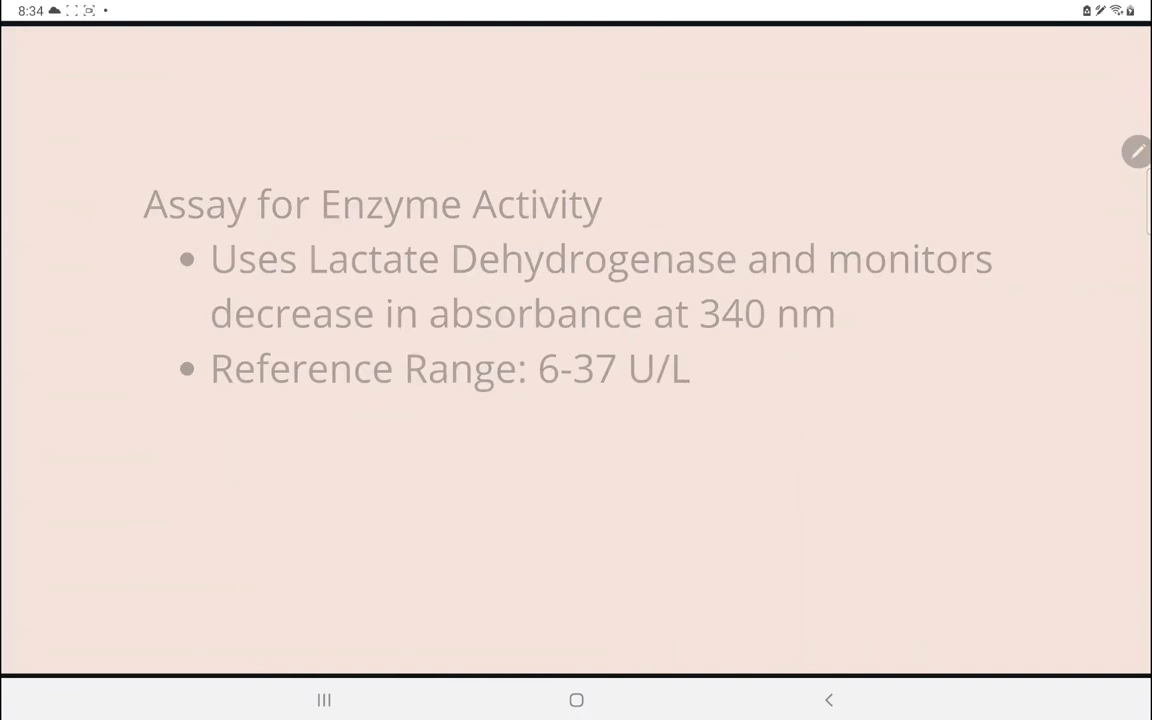 8:34
Assay for Enzyme Activity
• Uses Lactate Dehydrogenase and monitors
decrease in absorbance at 340 nm
• Reference Range: 6-37 U/L